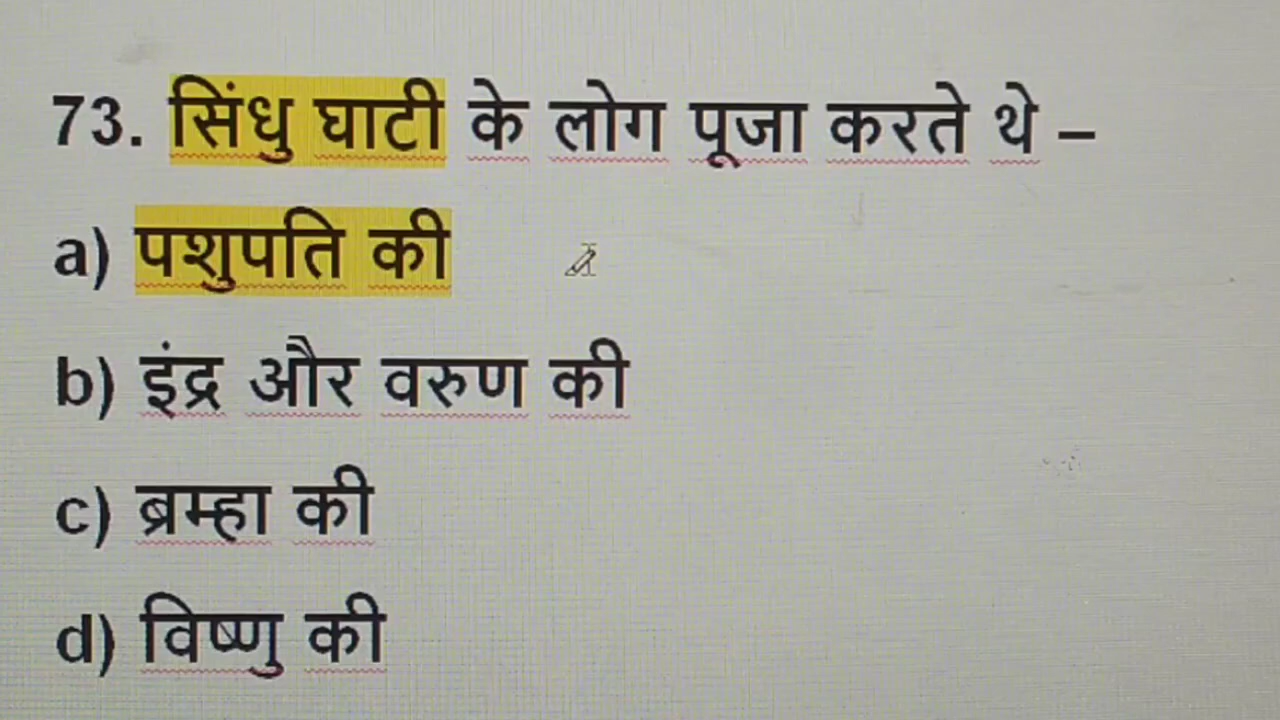 73. सिंधु घाटी के लोग पूजा करते थे –
a) पशुपति की
b) इंद्र और वरुण की
c) ब्रम्हा की
d) विष्णु की